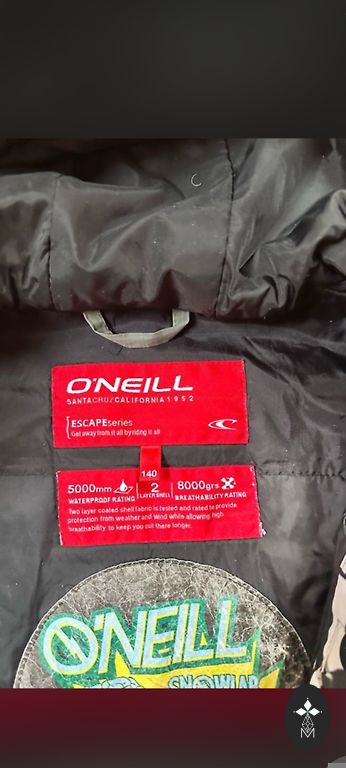 O'NEILL
SANTACRUZ/CALIFORNIA 1952
[ESCAPEseries
Get away from it all by riding it all
140
5000mm
WATERPROOF RATING
2
LAYER SHELL
8000grs
BREATHABILITY RATING
Two layer coated shell fabric is tested and rated to provide
protection from weather and wind while allowing high
breathability to keep you out there longer.
O'NEILL
SNOWLAB
M